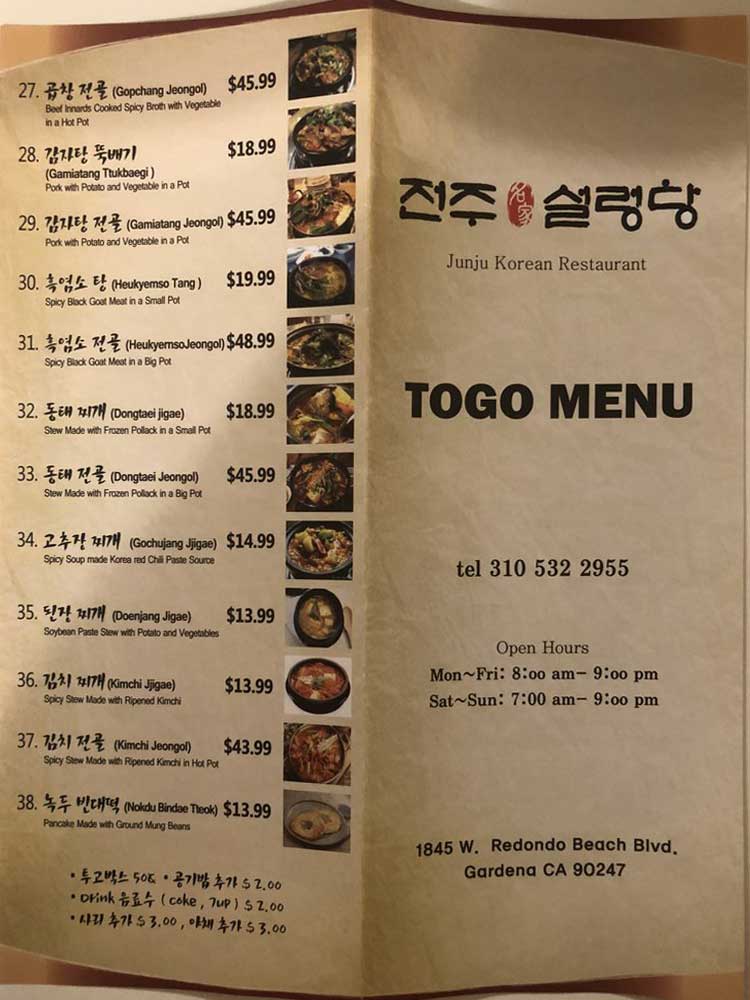 27. 곱창 전골 (Gopchang Jeongol) $45.99
Beef Innards Cooked Spicy Broth with Vegetable
in a Hot Pot
28. 감자탕 뚝배기 $18.99
(Gamiatang Ttukbaegi )
Pork with Potato and Vegetable in a Pot
29. 감자탕 전골 (Gamiatang Jeongol) $45.99
Pork with Potato and Vegetable in a Pot
30. 흑염소 탕 (Heukyemso Tang ) $19.99
Spicy Black Goat Meat in a Small Pot
31. 흑염소 전골 (HeukyemsoJeongol) $48.99
Spicy Black Goat Meat in a Big Pot
32. 동태 찌개 (Dongtaei jigae) $18.99
Stew Made with Frozen Pollack in a Small Pot
33. 동태 전골 (Dongtaei Jeongol) $45.99
Stew Made with Frozen Pollack in a Big Pot
34. 고추장 찌개 (Gochujang Jjigae) $14.99
Spicy Soup made Korea red Chili Paste Source
35. 된장 찌개 (Doenjang Jigae) $13.99
Soybean Paste Stew with Potato and Vegetables
36. 김치 찌개 (Kimchi Jjigae) $13.99
Spicy Stew Made with Ripened Kimchi
37. 김치 전골 (Kimchi Jeongol) $43.99
Spicy Stew Made with Ripened Kimchi in Hot Pot
38. 녹두 빈대떡 (Nokdu Bindae Tteok) $13.99
Pancake Made with Ground Mung Beans
• 투고박스 50¢ • 공기밥 추가 $2.00
• Drink 음료수 ( coke , 7up ) $2.00
• 사리 추가 $3.00 , 야채 추가 $3.00
전주 名家 설렁탕
Junju Korean Restaurant
TOGO MENU
tel 310 532 2955
Open Hours
Mon~Fri: 8:00 am- 9:00 pm
Sat~Sun: 7:00 am- 9:00 pm
1845 W. Redondo Beach Blvd.
Gardena CA 90247